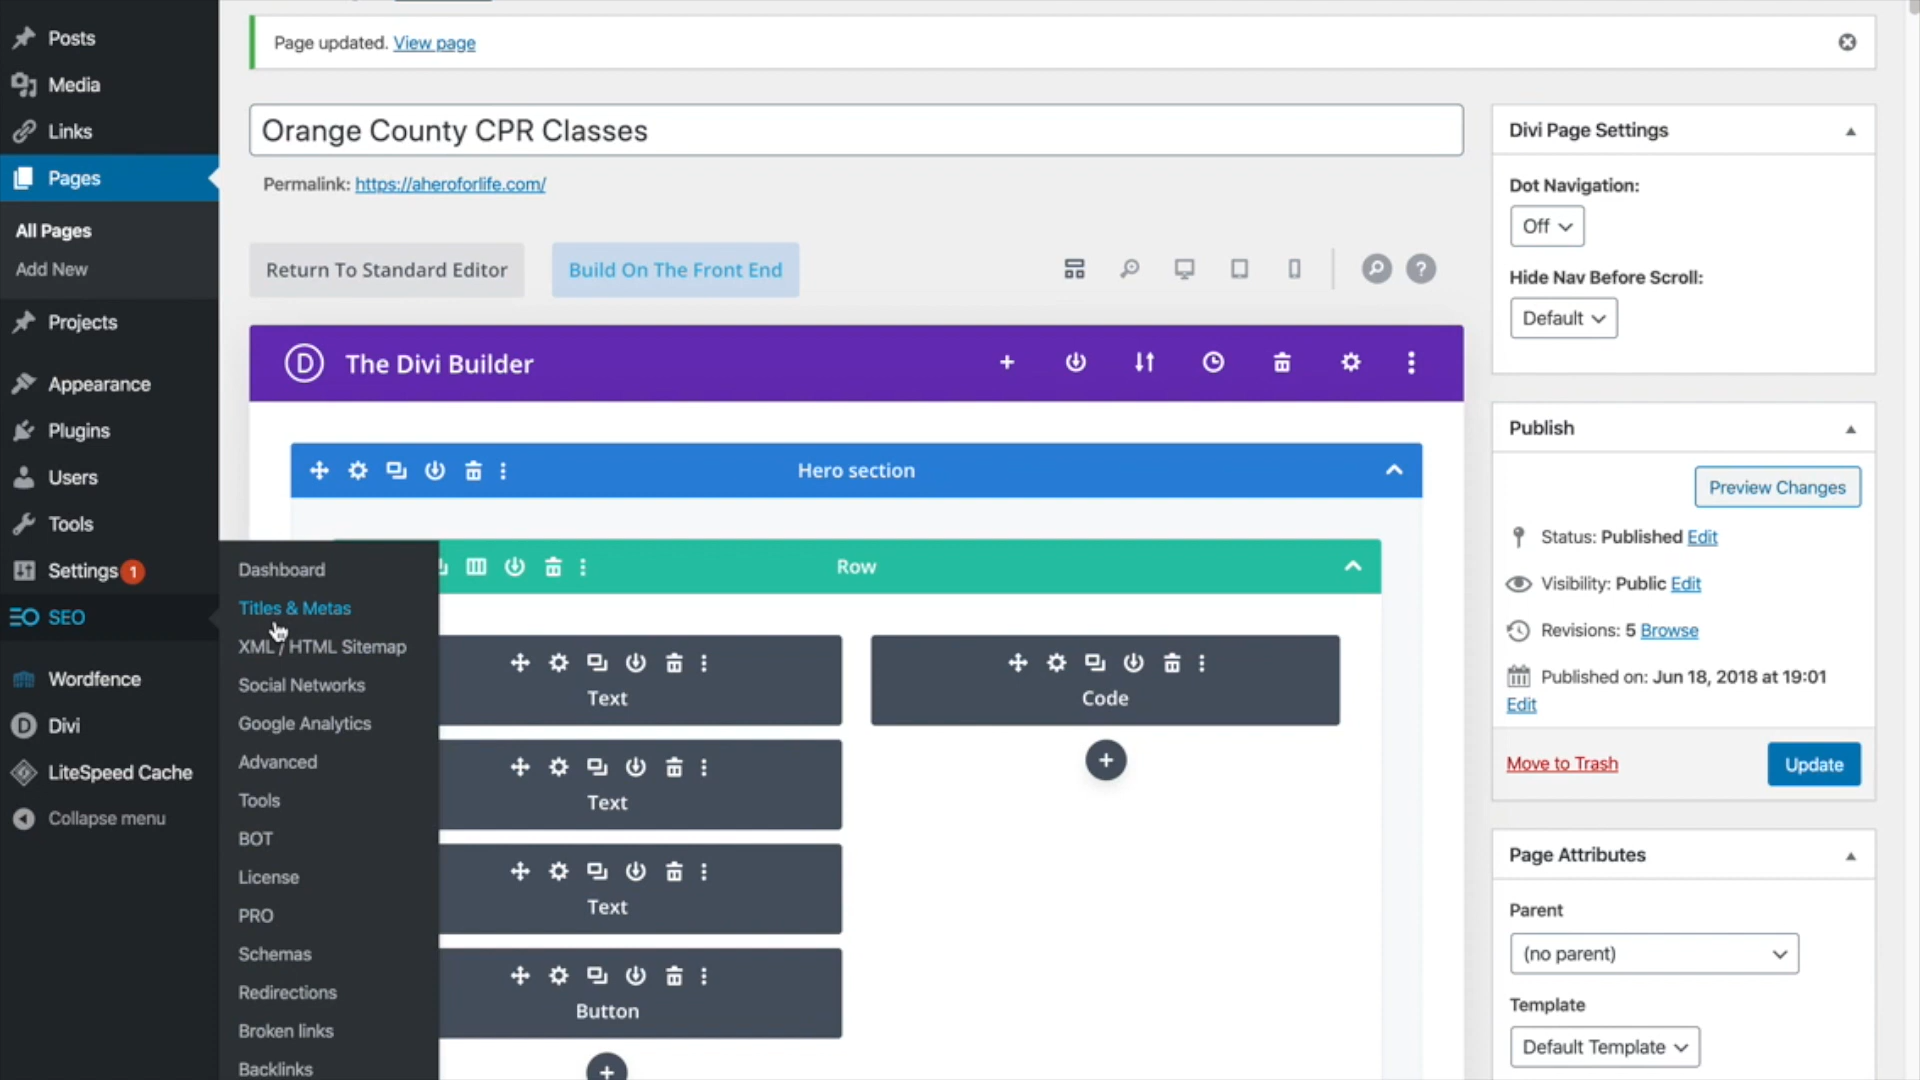 Posts
Media
Links
Pages
All Pages
Add New
Projects
Appearance
Plugins
Users
Tools
Settings 1
SEO
Wordfence
Divi
LiteSpeed Cache
Collapse menu
Dashboard
Titles & Metas
XML / HTML Sitemap
Social Networks
Google Analytics
Advanced
Tools
BOT
License
PRO
Schemas
Redirections
Broken links
Backlinks
Page updated. View page
Orange County CPR Classes
Permalink: https://aheroforlife.com/
Return To Standard Editor
Build On The Front End
D The Divi Builder
Hero section
Row
Text
Text
Text
Button
Code
Divi Page Settings
Dot Navigation:
Off
Hide Nav Before Scroll:
Default
Publish
Preview Changes
Status: Published Edit
Visibility: Public Edit
Revisions: 5 Browse
Published on: Jun 18, 2018 at 19:01
Edit
Move to Trash
Update
Page Attributes
Parent
(no parent)
Template
Default Template